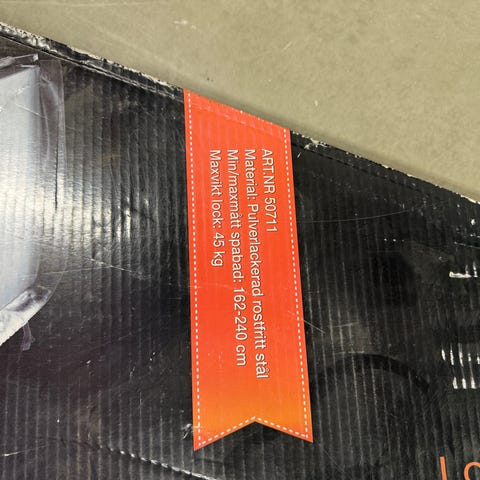 ART.NR 50711
Material: Pulverlackerad rostfritt stål
Min/maxmått spabad: 162-240 cm
Maxvikt lock: 45 kg